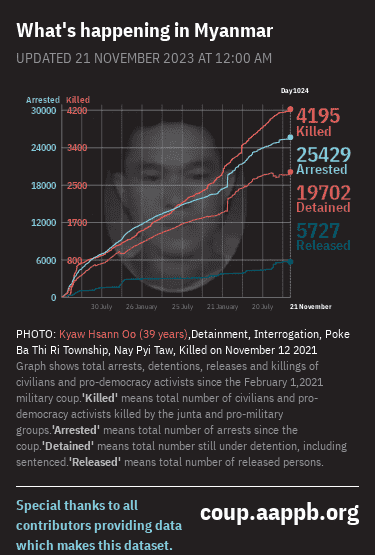 What's happening in Myanmar
UPDATED 21 NOVEMBER 2023 AT 12:00 AM
Day1024
Arrested Killed
30000 4200
4195
Killed
24000 3400
25429
Arrested
18000 2500
19702
Detained
12000 1700
5727
Released
6000 800
0
30 July 26 January 25 July 21 January 20 July 21 November
PHOTO: Kyaw Hsann Oo (39 years),Detainment, Interrogation, Poke
Ba Thi Ri Township, Nay Pyi Taw, Killed on November 12 2021
Graph shows total arrests, detentions, releases and killings of
civilians and pro-democracy activists since the February 1,2021
military coup.'Killed' means total number of civilians and pro-
democracy activists killed by the junta and pro-military
groups.'Arrested' means total number of arrests since the
coup.'Detained' means total number still under detention, including
sentenced.'Released' means total number of released persons.
Special thanks to all
contributors providing data
which makes this dataset.
coup.aappb.org